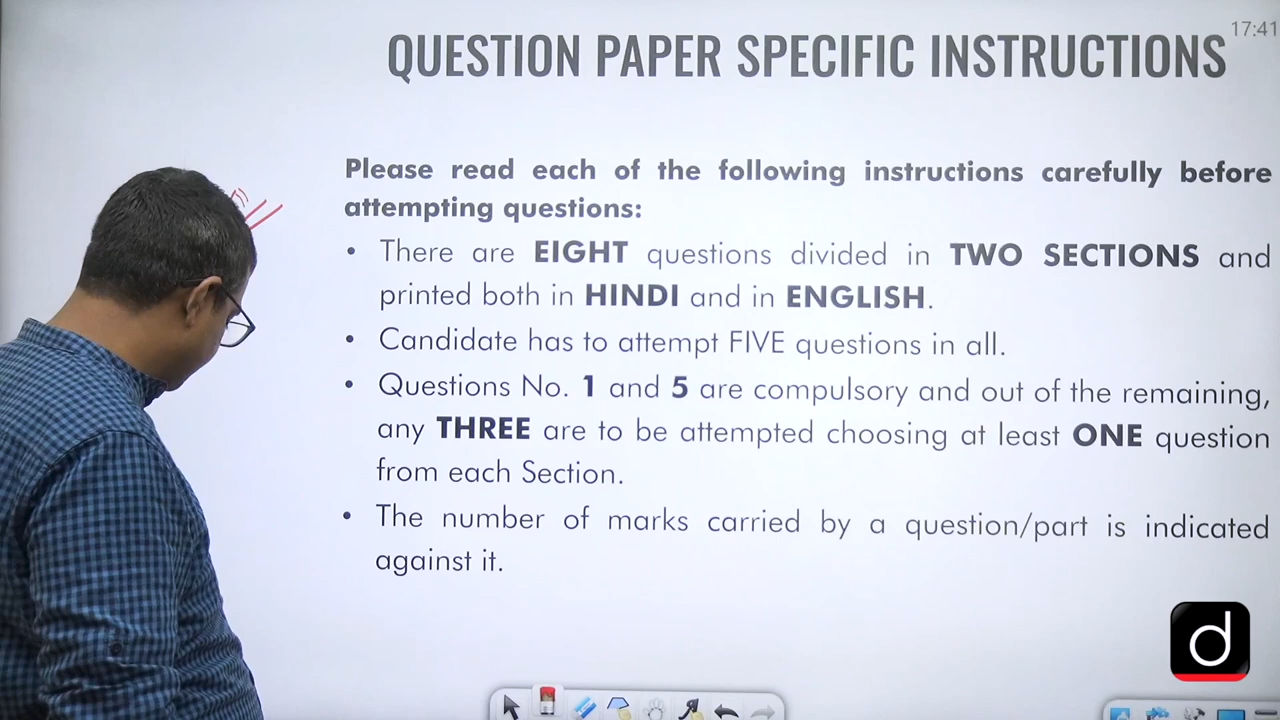 17:41
QUESTION PAPER SPECIFIC INSTRUCTIONS
Please read each of the following instructions carefully before
attempting questions:
• There are EIGHT questions divided in TWO SECTIONS and
printed both in HINDI and in ENGLISH.
• Candidate has to attempt FIVE questions in all.
• Questions No. 1 and 5 are compulsory and out of the remaining,
any THREE are to be attempted choosing at least ONE question
from each Section.
• The number of marks carried by a question/part is indicated
against it.
d